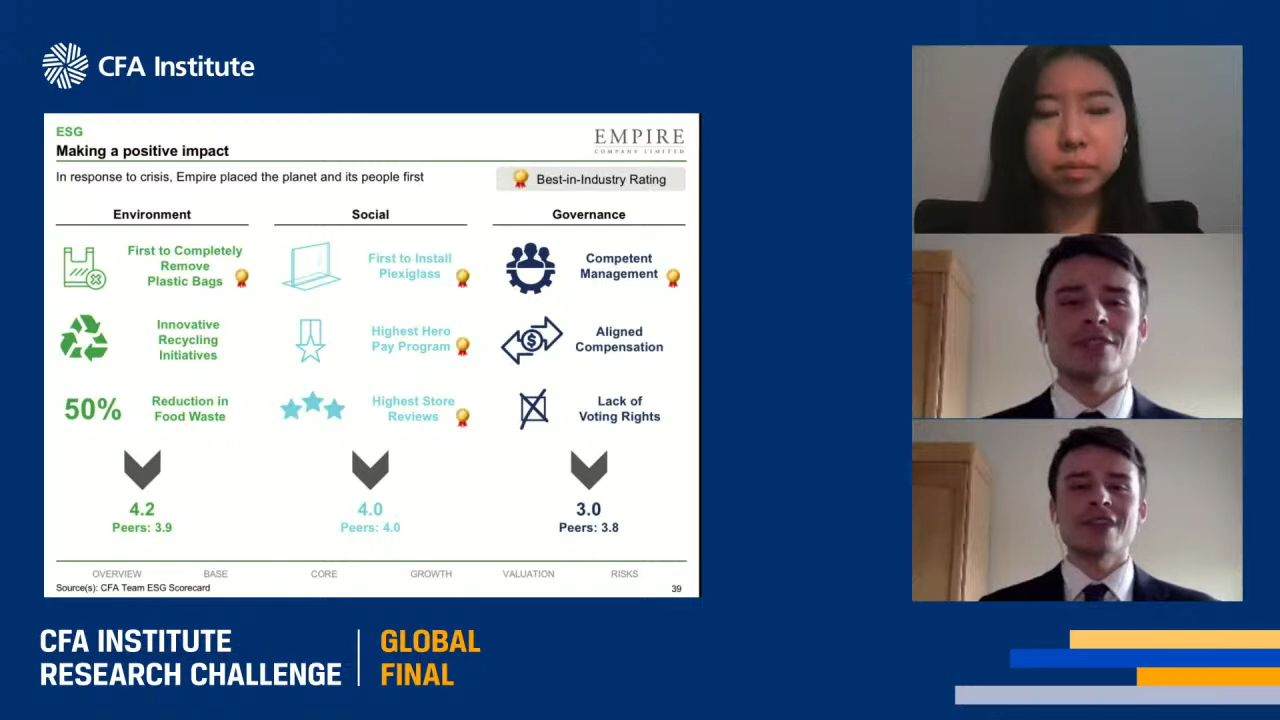 CFA Institute
ESG
Making a positive impact
EMPIRE
COMPANY LIMITED
In response to crisis, Empire placed the planet and its people first
Best-in-Industry Rating
Environment
Social
Governance
First to Completely
Remove
Plastic Bags
First to Install
Plexiglass
Competent
Management
Innovative
Recycling
Initiatives
Highest Hero
Pay Program
$
Aligned
Compensation
50%
Reduction in
Food Waste
Highest Store
Reviews
Lack of
Voting Rights
4.2
Peers: 3.9
4.0
Peers: 4.0
3.0
Peers: 3.8
OVERVIEW BASE CORE GROWTH VALUATION RISKS
Source(s): CFA Team ESG Scorecard
39
CFA INSTITUTE
RESEARCH CHALLENGE
GLOBAL
FINAL